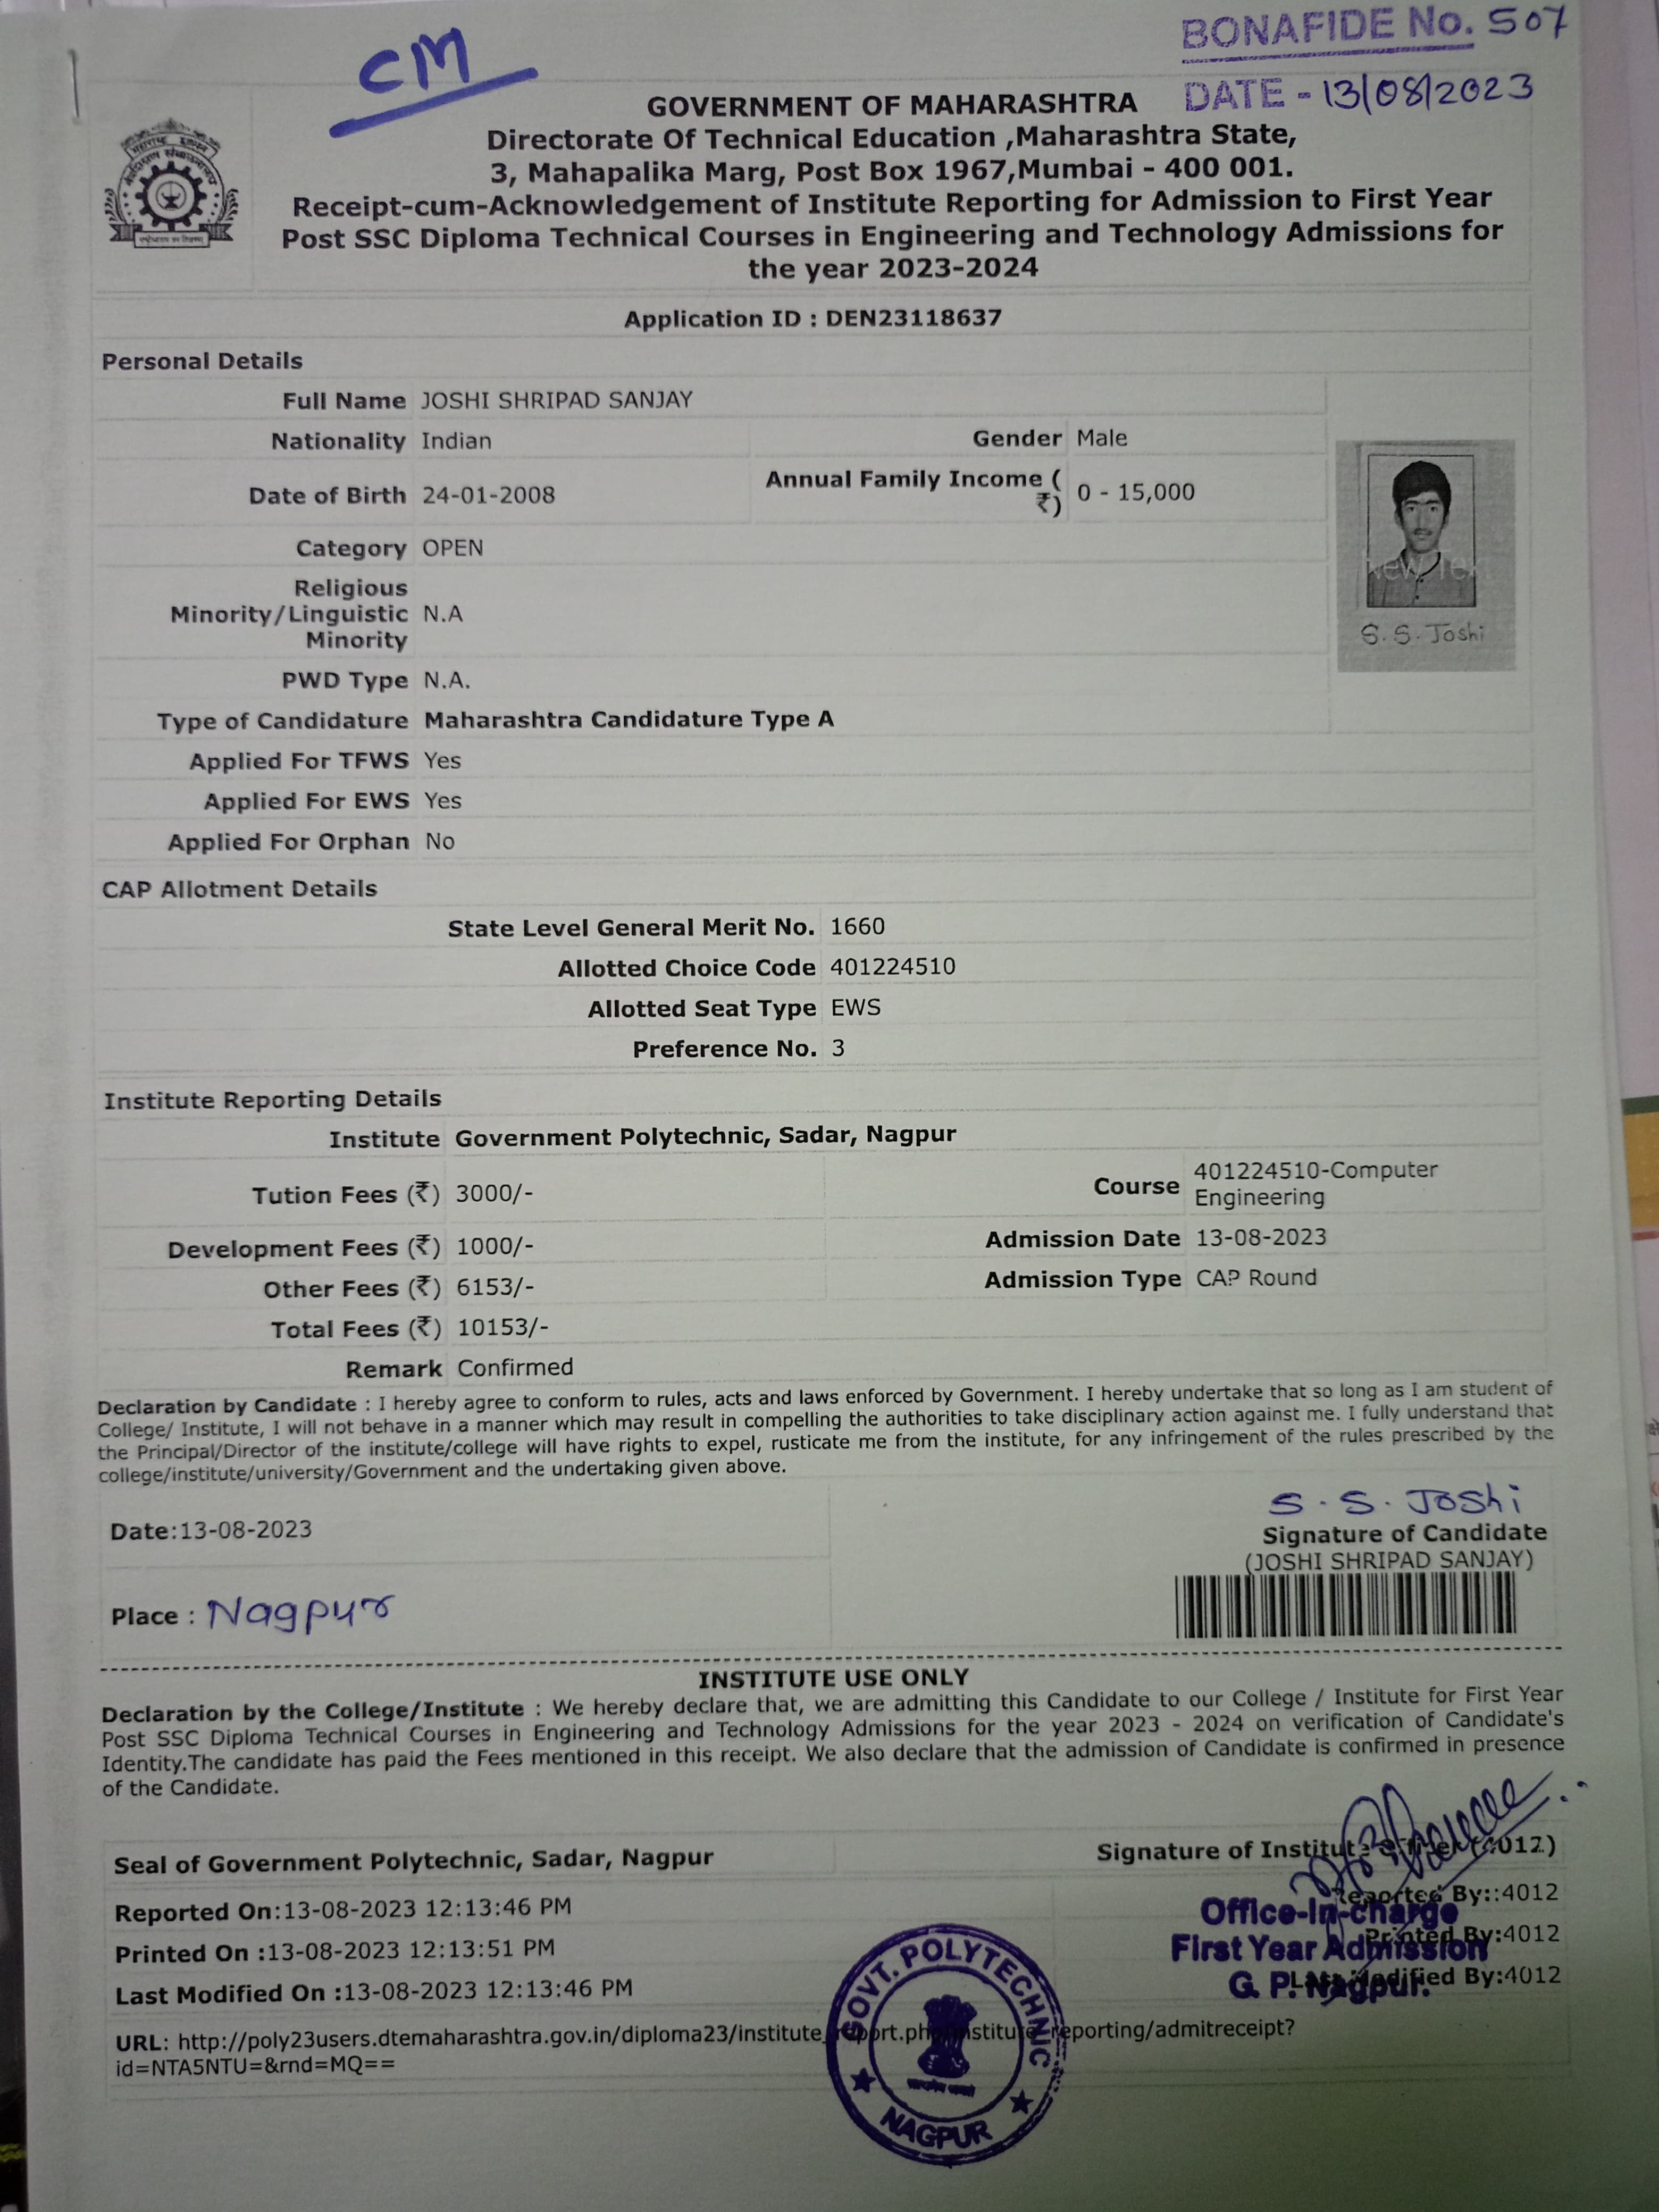 CM
BONAFIDE No. 507
DATE - 13/08/2023
GOVERNMENT OF MAHARASHTRA
Directorate Of Technical Education ,Maharashtra State,
3, Mahapalika Marg, Post Box 1967,Mumbai - 400 001.
Receipt-cum-Acknowledgement of Institute Reporting for Admission to First Year
Post SSC Diploma Technical Courses in Engineering and Technology Admissions for
the year 2023-2024
Application ID : DEN23118637
Personal Details
Full Name JOSHI SHRIPAD SANJAY
Nationality Indian Gender Male
Date of Birth 24-01-2008 Annual Family Income ( ₹) 0 - 15,000
Category OPEN
Religious
Minority/Linguistic N.A
Minority
S. S. Joshi
PWD Type N.A.
Type of Candidature Maharashtra Candidature Type A
Applied For TFWS Yes
Applied For EWS Yes
Applied For Orphan No
CAP Allotment Details
State Level General Merit No. 1660
Allotted Choice Code 401224510
Allotted Seat Type EWS
Preference No. 3
Institute Reporting Details
Institute Government Polytechnic, Sadar, Nagpur
Tution Fees (₹) 3000/- Course 401224510-Computer Engineering
Development Fees (₹) 1000/- Admission Date 13-08-2023
Other Fees (₹) 6153/- Admission Type CAP Round
Total Fees (₹) 10153/-
Remark Confirmed
Declaration by Candidate : I hereby agree to conform to rules, acts and laws enforced by Government. I hereby undertake that so long as I am student of
College/ Institute, I will not behave in a manner which may result in compelling the authorities to take disciplinary action against me. I fully understand that
the Principal/Director of the institute/college will have rights to expel, rusticate me from the institute, for any infringement of the rules prescribed by the
college/institute/university/Government and the undertaking given above.
S. S. Joshi
Date:13-08-2023 Signature of Candidate
(JOSHI SHRIPAD SANJAY)
Place : Nagpur
INSTITUTE USE ONLY
Declaration by the College/Institute : We hereby declare that, we are admitting this Candidate to our College / Institute for First Year
Post SSC Diploma Technical Courses in Engineering and Technology Admissions for the year 2023 - 2024 on verification of Candidate's
Identity.The candidate has paid the Fees mentioned in this receipt. We also declare that the admission of Candidate is confirmed in presence
of the Candidate.
Seal of Government Polytechnic, Sadar, Nagpur Signature of Institute (4012)
Reported On:13-08-2023 12:13:46 PM Reported By::4012
Office-In-charge
Printed On :13-08-2023 12:13:51 PM Printed By:4012
First Year Admission
Last Modified On :13-08-2023 12:13:46 PM Last Modified By:4012
G. P. Nagpur.
URL: http://poly23users.dtemaharashtra.gov.in/diploma23/institute_report.php/institute_reporting/admitreceipt?
id=NTA5NTU=&rnd=MQ==
GOVT. POLYTECHNIC
NAGPUR